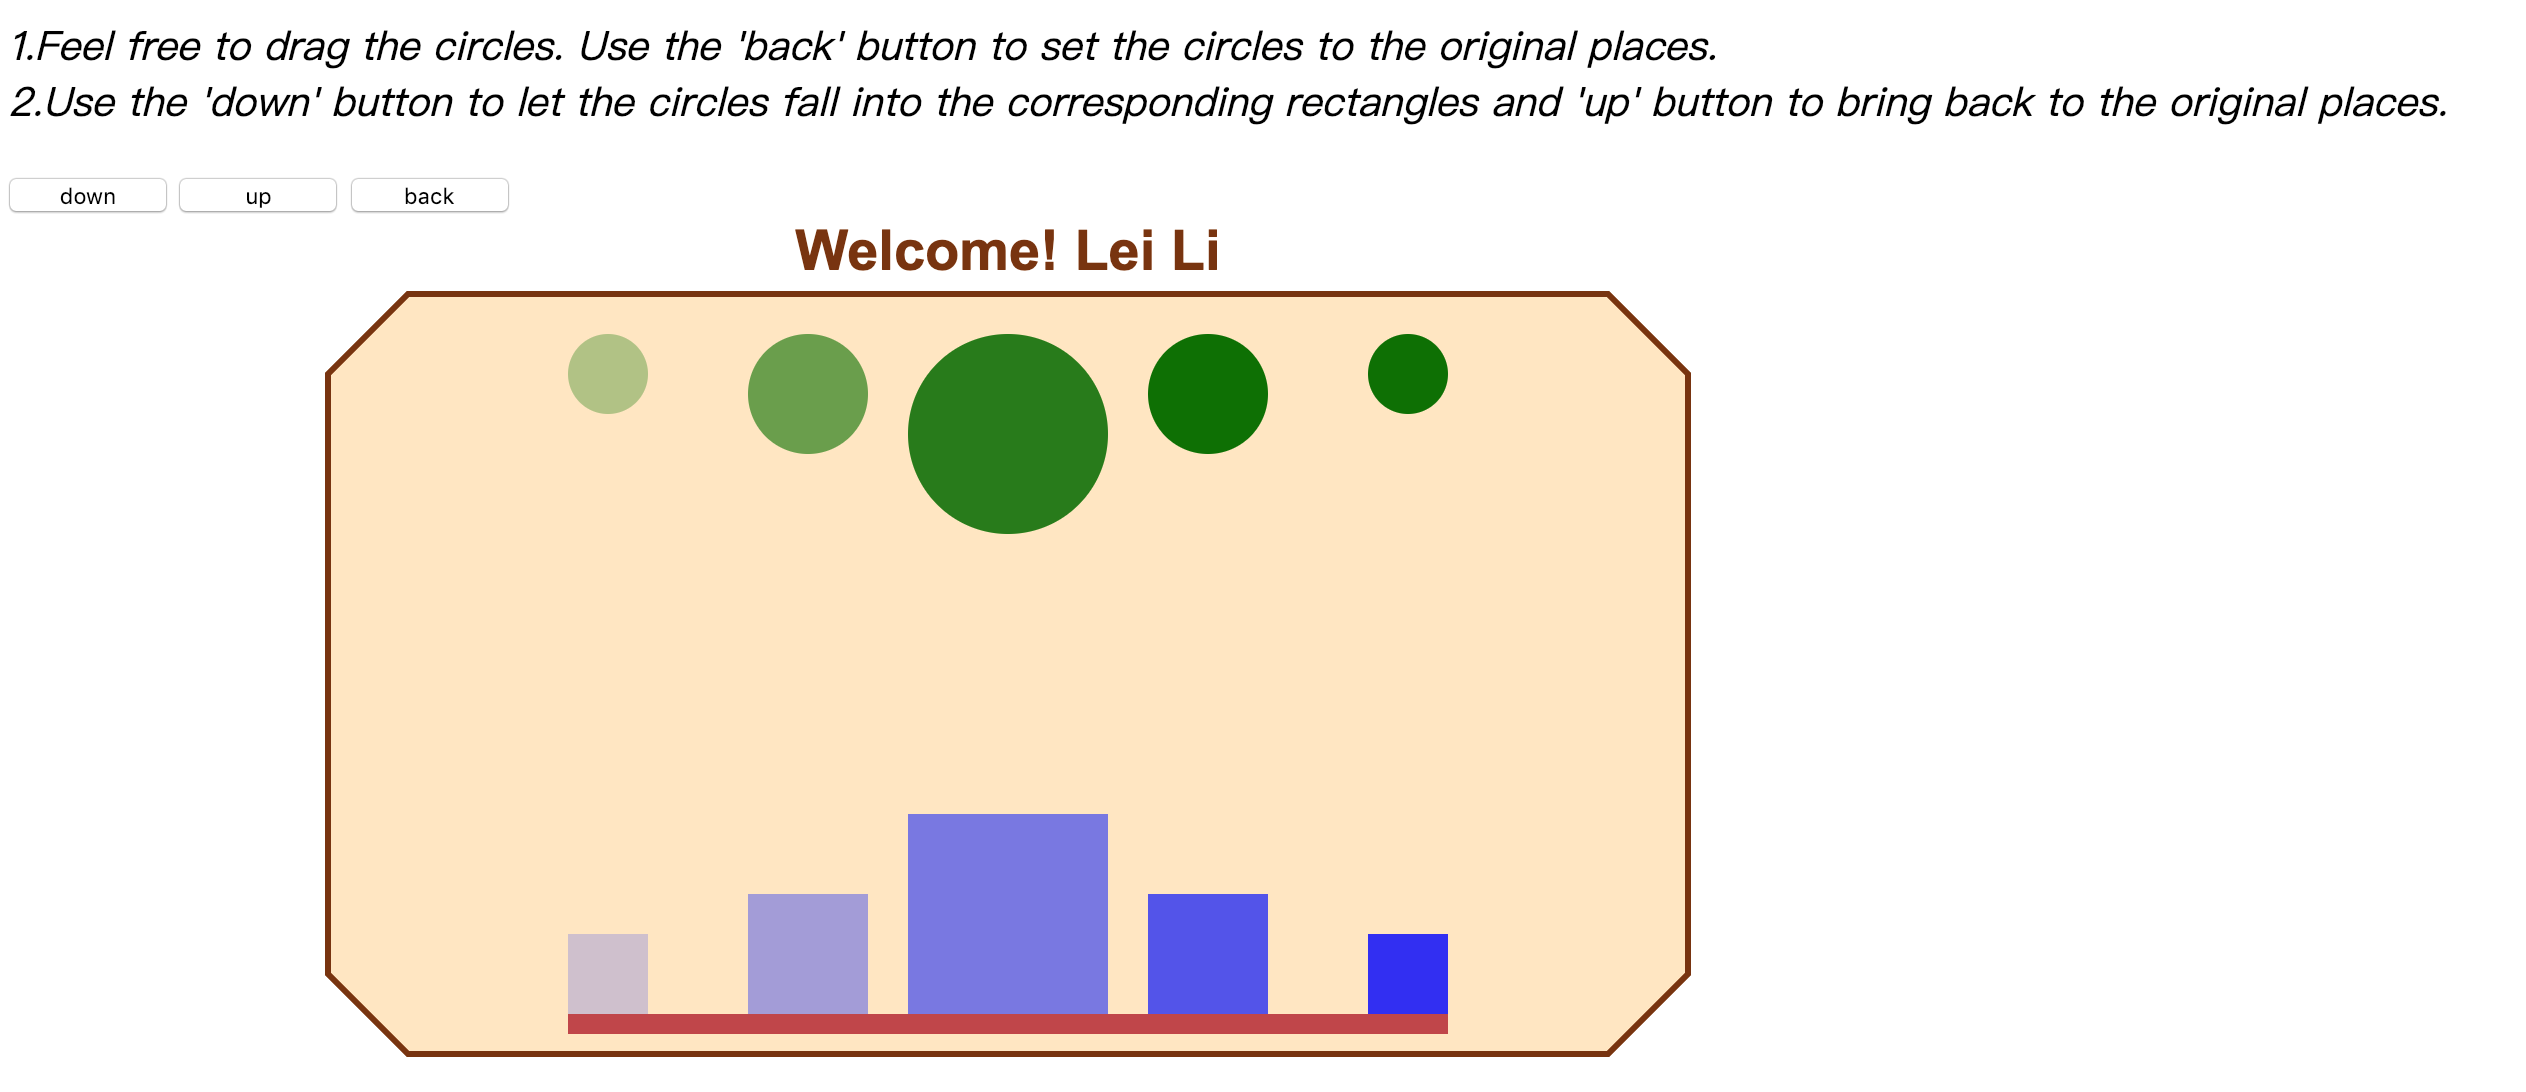 1.Feel free to drag the circles. Use the 'back' button to set the circles to the original places.
2.Use the 'down' button to let the circles fall into the corresponding rectangles and 'up' button to bring back to the original places.
down up back
Welcome! Lei Li